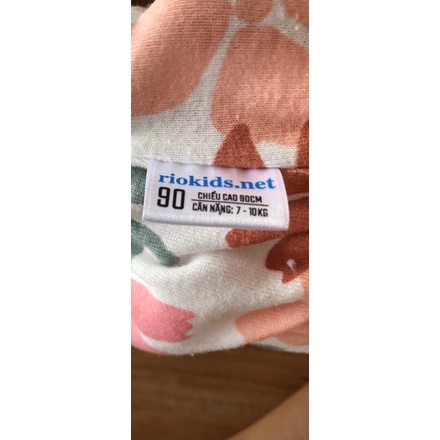 riokids.net
90
CHIỀU CAO 90CM
CÂN NẶNG: 7 - 10KG